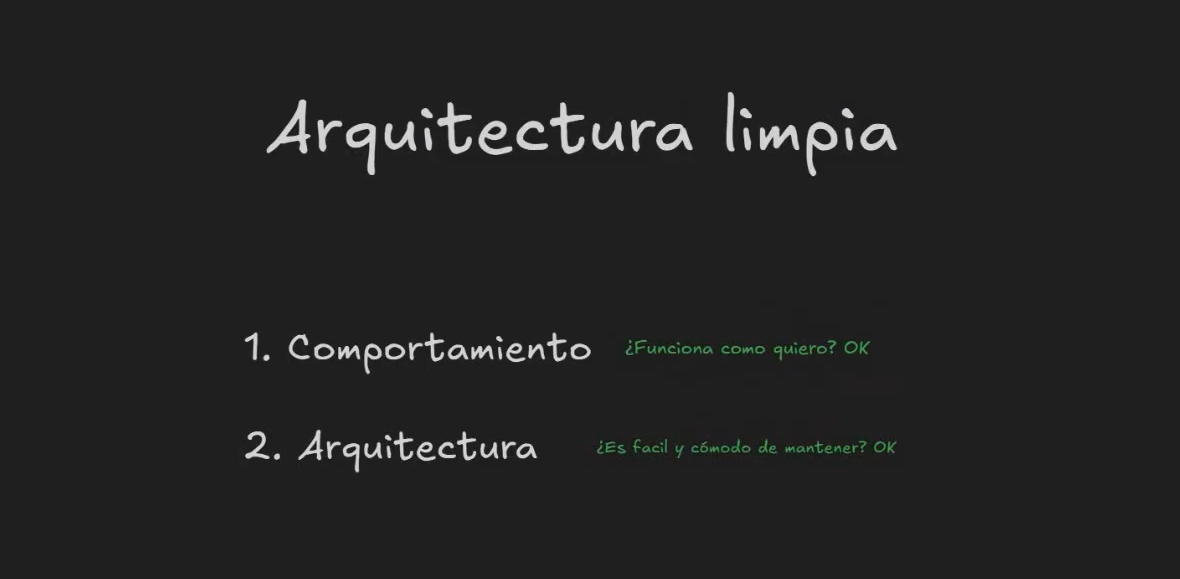 Arquitectura limpia
1. Comportamiento ¿Funciona como quiero? OK
2. Arquitectura ¿Es facil y cómodo de mantener? OK